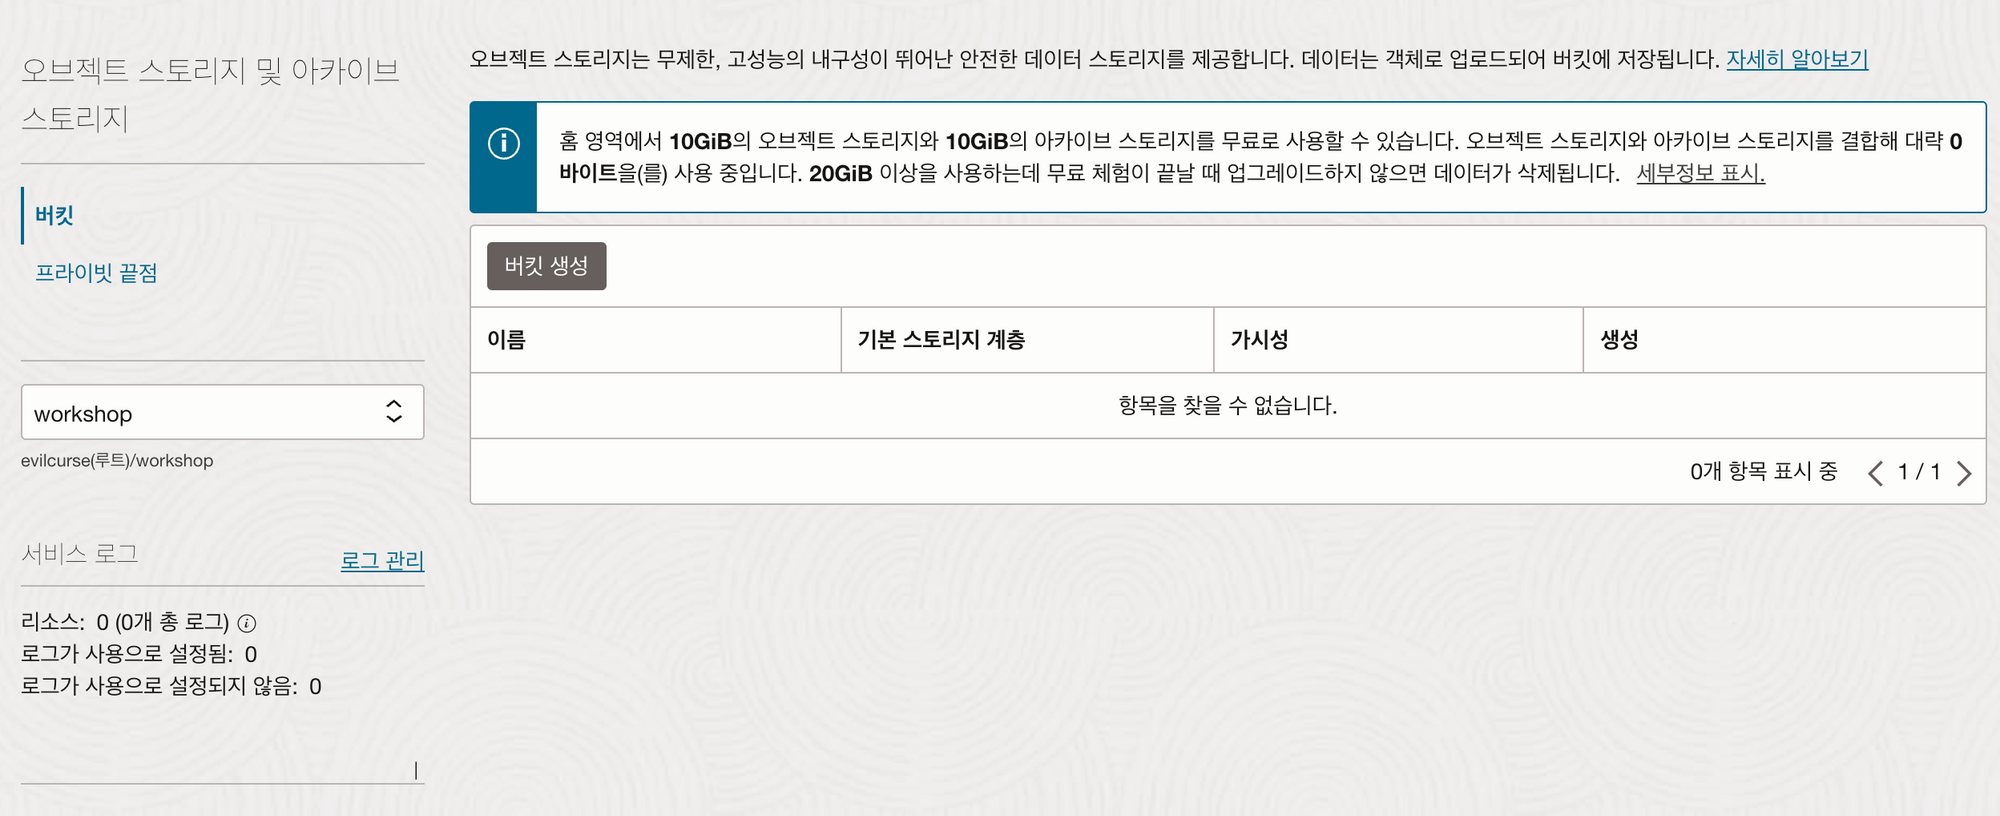 오브젝트 스토리지 및 아카이브
스토리지
버킷
프라이빗 끝점
workshop
evilcurse(루트)/workshop
서비스 로그
로그 관리
리소스: 0 (0개 총 로그)
로그가 사용으로 설정됨: 0
로그가 사용으로 설정되지 않음: 0
오브젝트 스토리지는 무제한, 고성능의 내구성이 뛰어난 안전한 데이터 스토리지를 제공합니다. 데이터는 객체로 업로드되어 버킷에 저장됩니다. 자세히 알아보기
홈 영역에서 10GiB의 오브젝트 스토리지와 10GiB의 아카이브 스토리지를 무료로 사용할 수 있습니다. 오브젝트 스토리지와 아카이브 스토리지를 결합해 대략 0
바이트을(를) 사용 중입니다. 20GiB 이상을 사용하는데 무료 체험이 끝날 때 업그레이드하지 않으면 데이터가 삭제됩니다. 세부정보 표시.
버킷 생성
이름 기본 스토리지 계층 가시성 생성
항목을 찾을 수 없습니다.
0개 항목 표시 중 1 / 1